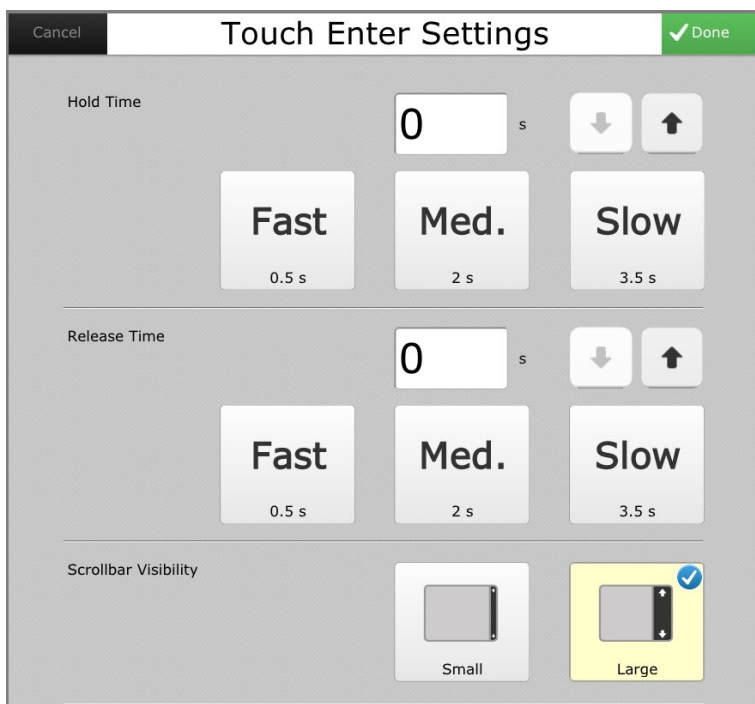 Cancel Touch Enter Settings Done
Hold Time 0 s
Fast Med. Slow
0.5 s 2 s 3.5 s
Release Time 0 s
Fast Med. Slow
0.5 s 2 s 3.5 s
Scrollbar Visibility
Small Large